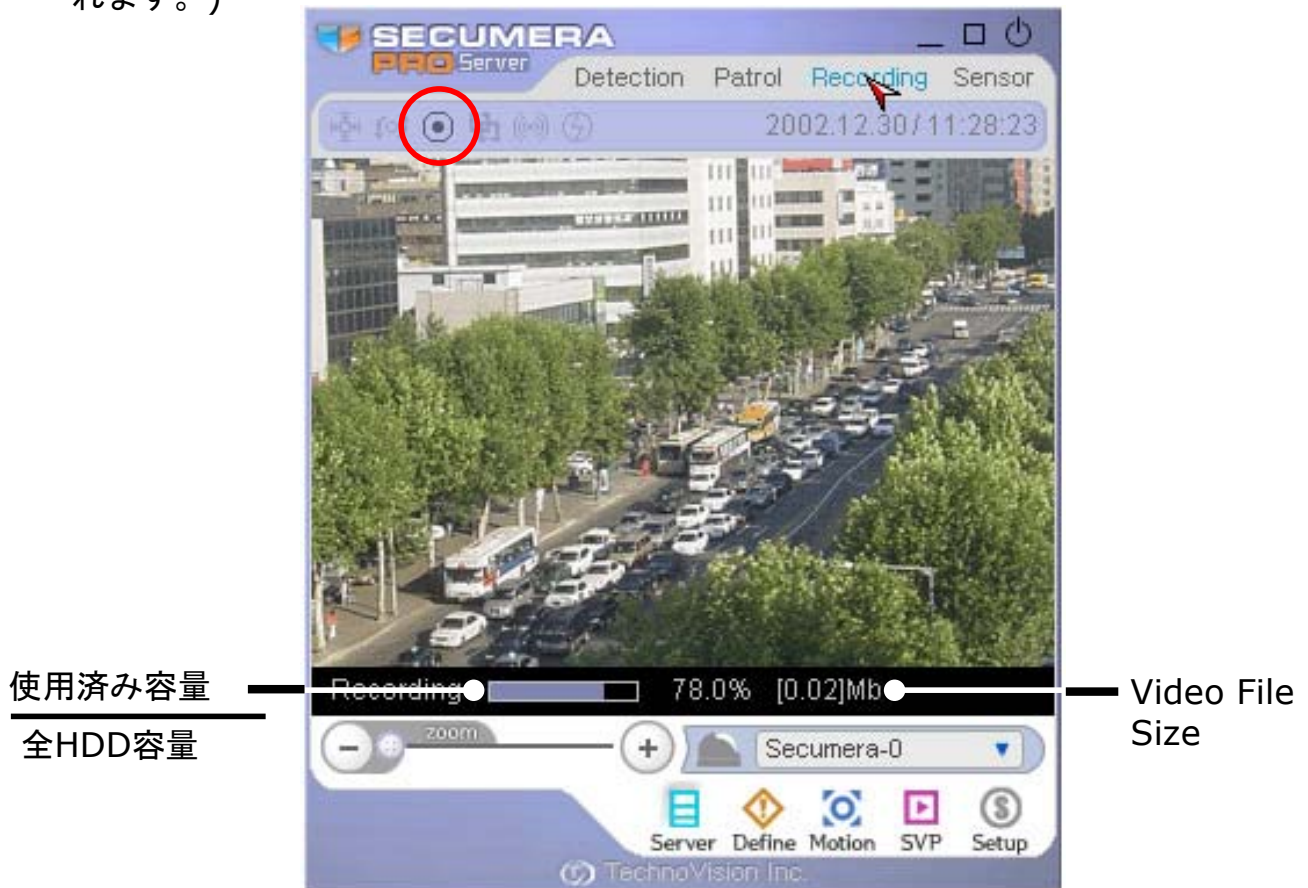 れます。)
SECUMERA
PRO Server
Detection Patrol Recording Sensor
2002.12.30/11:28:23
使用済み容量
全HDD容量
Recording 78.0% [0.02]Mb
Video File
Size
zoom
Secumera-0
Server Define Motion SVP Setup
TechnoVision Inc.